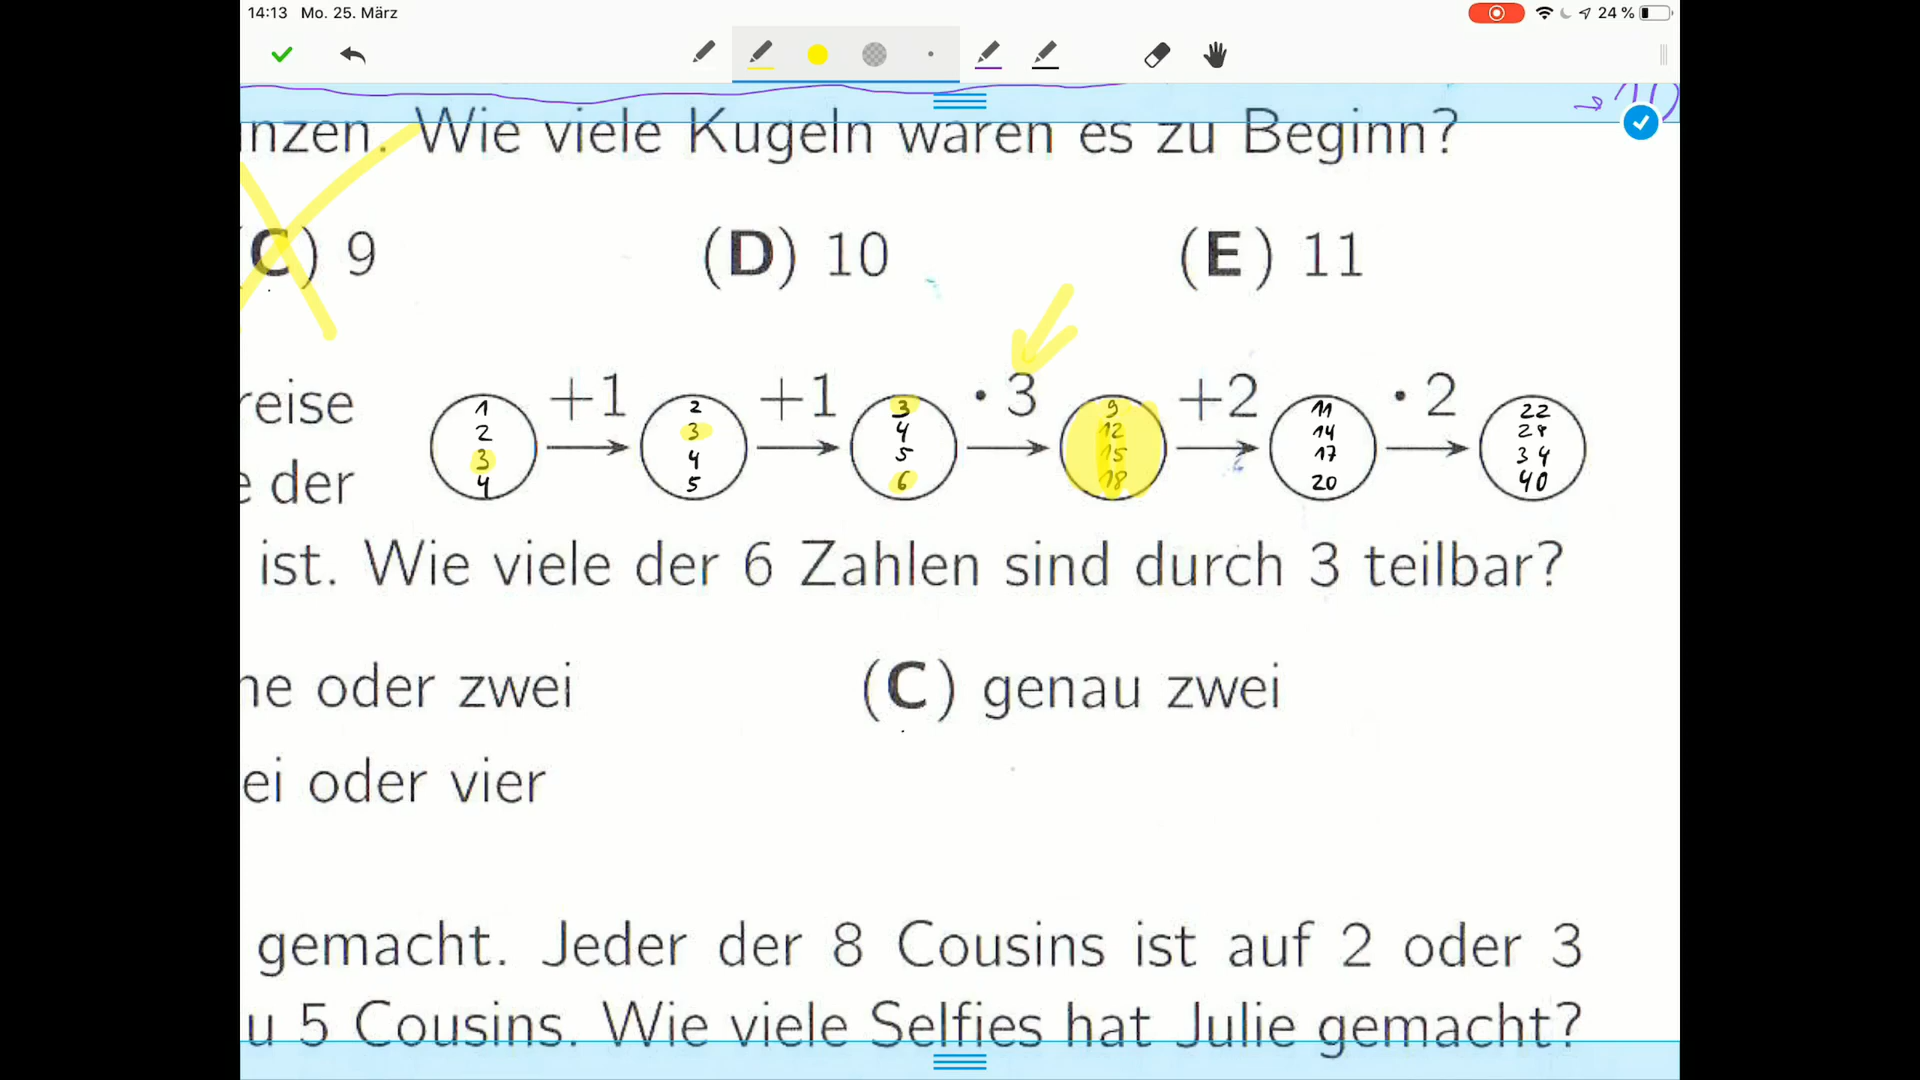 14:13 Mo. 25. März 24 %
nzen. Wie viele Kugeln waren es zu Beginn?
(C) 9 (D) 10 (E) 11
reise
+1 +1 · 3 +2 · 2
1 2 3 9 11 22
2 3 4 12 14 28
3 4 5 15 17 34
4 5 6 18 20 40
e der
ist. Wie viele der 6 Zahlen sind durch 3 teilbar?
ne oder zwei (C) genau zwei
ei oder vier
gemacht. Jeder der 8 Cousins ist auf 2 oder 3
u 5 Cousins. Wie viele Selfies hat Julie gemacht?